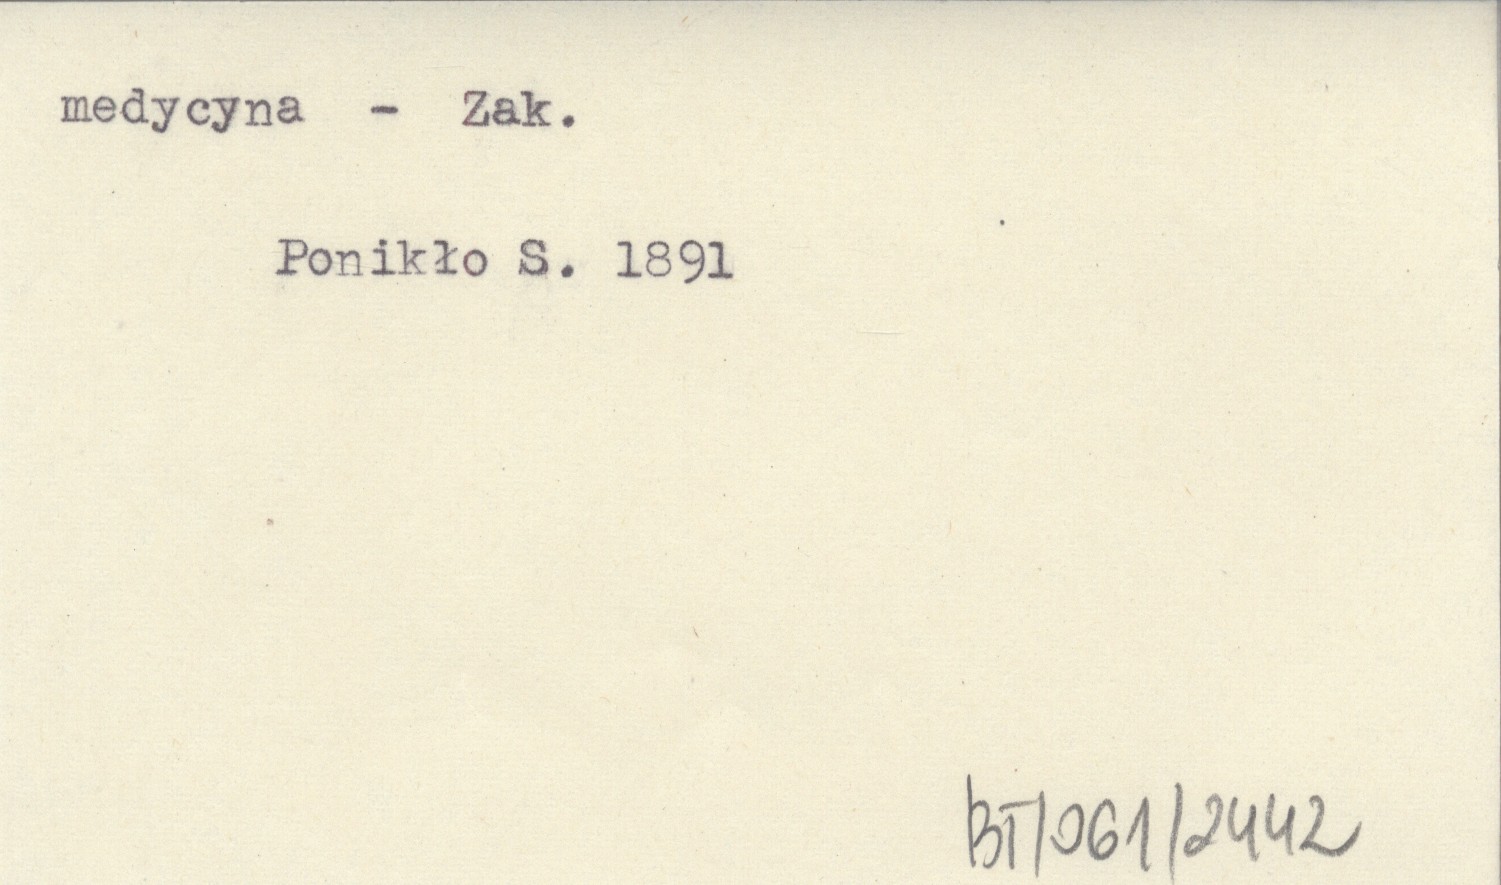 medycyna - Zak.
Ponikło S. 1891
BT/061/2442